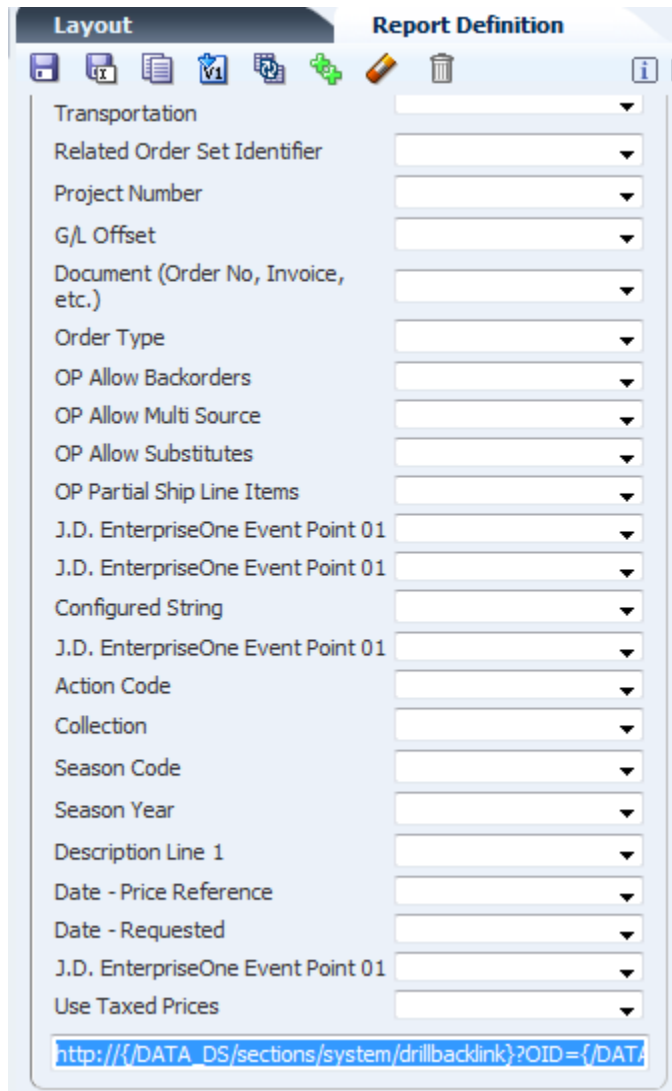 Layout
Report Definition
V1
Transportation
Related Order Set Identifier
Project Number
G/L Offset
Document (Order No, Invoice,
etc.)
Order Type
OP Allow Backorders
OP Allow Multi Source
OP Allow Substitutes
OP Partial Ship Line Items
J.D. EnterpriseOne Event Point 01
J.D. EnterpriseOne Event Point 01
Configured String
J.D. EnterpriseOne Event Point 01
Action Code
Collection
Season Code
Season Year
Description Line 1
Date - Price Reference
Date - Requested
J.D. EnterpriseOne Event Point 01
Use Taxed Prices
http://{/DATA_DS/sections/system/drillbacklink}?OID={/DATA